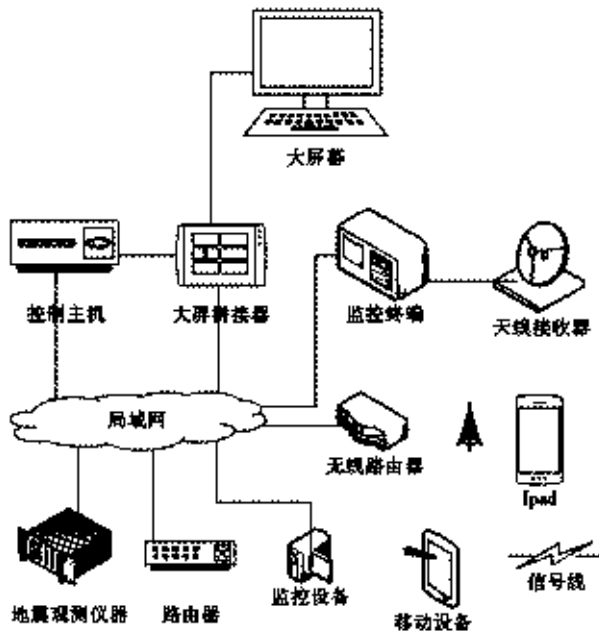 大屏幕
控制主机
大屏拼接器
监控终端
天线接收器
局域网
无线路由器
Ipad
地震观测仪器
路由器
监控设备
移动设备
信号线